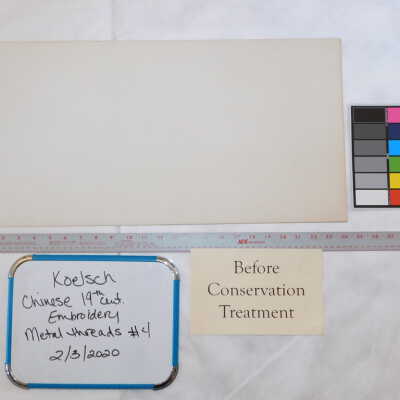 Koelsch
Chinese 19th Cent.
Embroidery
Metal threads #4
2/3/2020
Before
Conservation
Treatment